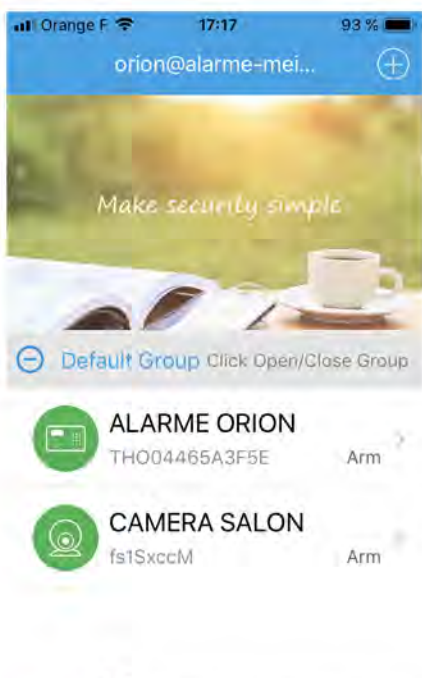 Orange F 17:17 93 %
orion@alarme-mei...
Make security simple
Default Group Click Open/Close Group
ALARME ORION
THO04465A3F5E Arm
CAMERA SALON
fs1SxccM Arm